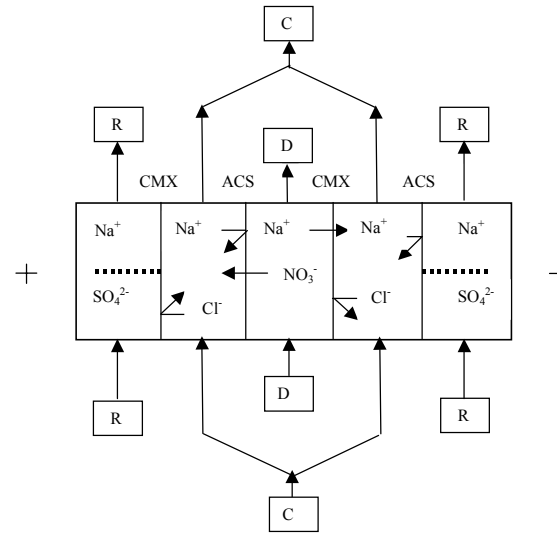 C
R
D
R
CMX ACS CMX ACS
Na⁺ Na⁺ Na⁺ Na⁺ Na⁺
+ NO₃⁻ −
SO₄²⁻ Cl⁻ Cl⁻ SO₄²⁻
R D R
C